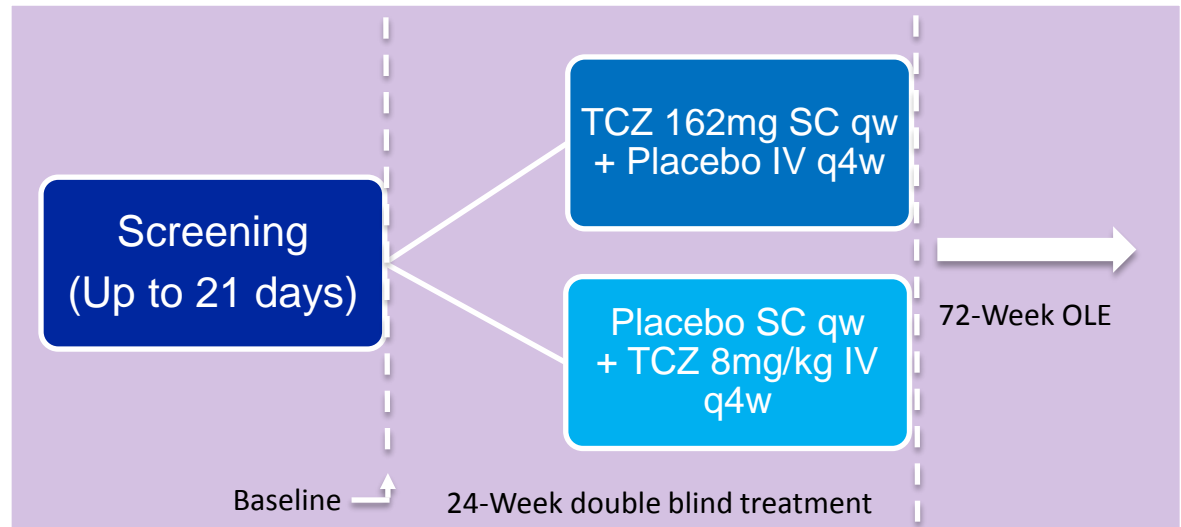 Screening
(Up to 21 days)
TCZ 162mg SC qw
+ Placebo IV q4w
Placebo SC qw
+ TCZ 8mg/kg IV
q4w
72-Week OLE
Baseline
24-Week double blind treatment